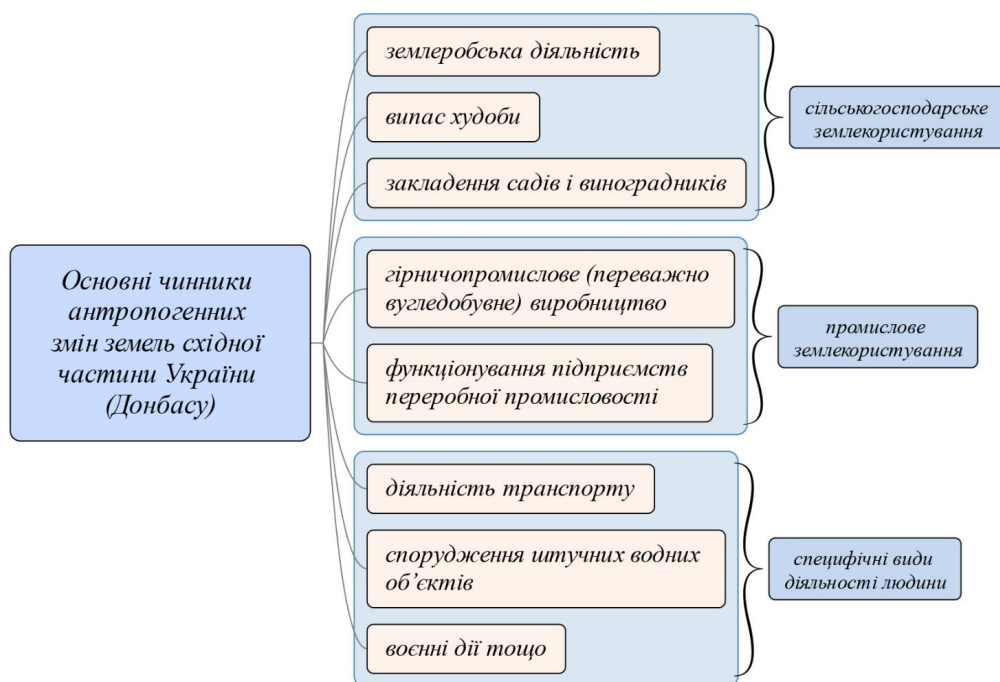 Основні чинники
антропогенних
змін земель східної
частини України
(Донбасу)
землеробська діяльність
випас худоби
закладення садів і виноградників
сільськогосподарське
землекористування
гірничопромислове (переважно
вугледобувне) виробництво
функціонування підприємств
переробної промисловості
промислове
землекористування
діяльність транспорту
спорудження штучних водних
об’єктів
воєнні дії тощо
специфічні види
діяльності людини